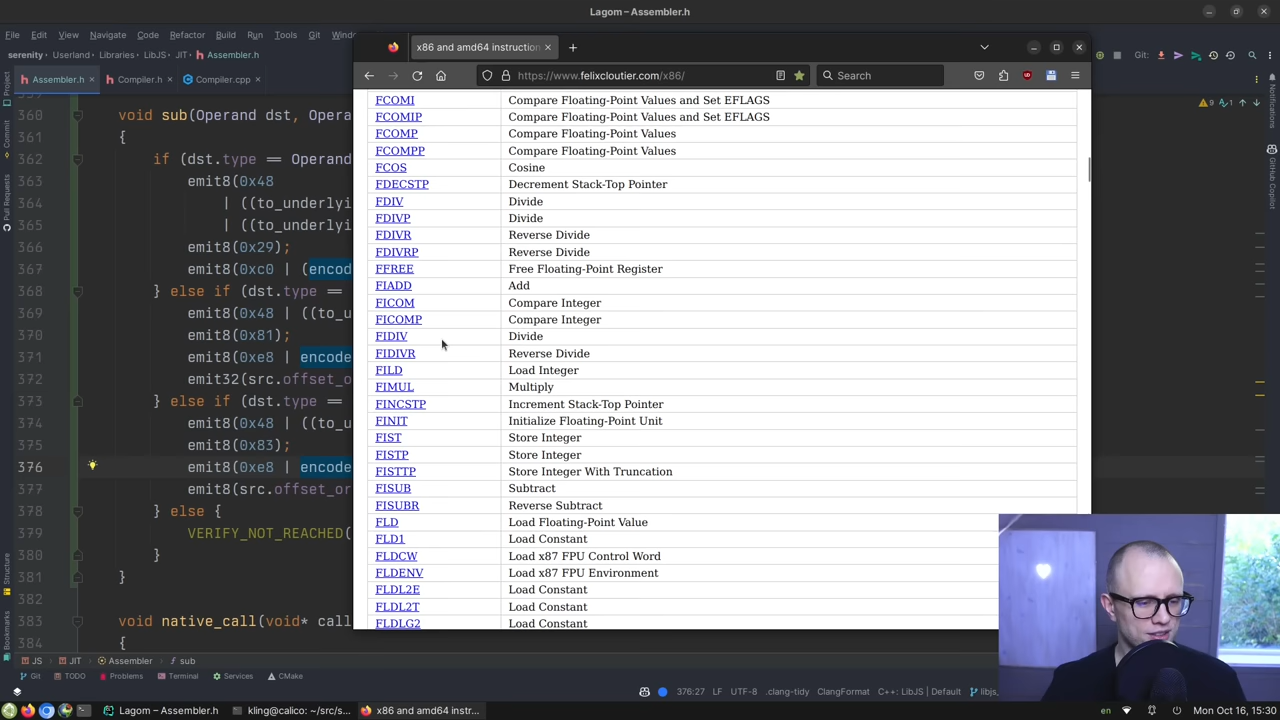 Lagom – Assembler.h
File Edit View Navigate Code Refactor Build Run Tools Git
serenity Userland Libraries LibJS JIT Assembler.h
Assembler.h Compiler.h Compiler.cpp
x86 and amd64 instruction
https://www.felixcloutier.com/x86/
Search
Git:
9 1
Project
Commit
Pull Requests
Structure
Bookmarks
Notifications
GitHub Copilot
360 void sub(Operand dst, Opera
361 {
362 if (dst.type == Operand
363 emit8(0x48
364 | ((to_underlyi
365 | ((to_underlyi
366 emit8(0x29);
367 emit8(0xc0 | (encod
368 } else if (dst.type ==
369 emit8(0x48 | ((to_u
370 emit8(0x81);
371 emit8(0xe8 | encode
372 emit32(src.offset_o
373 } else if (dst.type ==
374 emit8(0x48 | ((to_u
375 emit8(0x83);
376 emit8(0xe8 | encode
377 emit8(src.offset_or
378 } else {
379 VERIFY_NOT_REACHED(
380 }
381 }
382
383 void native_call(void* call
384 {
FCOMI Compare Floating-Point Values and Set EFLAGS
FCOMIP Compare Floating-Point Values and Set EFLAGS
FCOMP Compare Floating-Point Values
FCOMPP Compare Floating-Point Values
FCOS Cosine
FDECSTP Decrement Stack-Top Pointer
FDIV Divide
FDIVP Divide
FDIVR Reverse Divide
FDIVRP Reverse Divide
FFREE Free Floating-Point Register
FIADD Add
FICOM Compare Integer
FICOMP Compare Integer
FIDIV Divide
FIDIVR Reverse Divide
FILD Load Integer
FIMUL Multiply
FINCSTP Increment Stack-Top Pointer
FINIT Initialize Floating-Point Unit
FIST Store Integer
FISTP Store Integer
FISTTP Store Integer With Truncation
FISUB Subtract
FISUBR Reverse Subtract
FLD Load Floating-Point Value
FLD1 Load Constant
FLDCW Load x87 FPU Control Word
FLDENV Load x87 FPU Environment
FLDL2E Load Constant
FLDL2T Load Constant
FLDLG2 Load Constant
JS JIT Assembler sub
Git TODO Problems Terminal Services CMake
376:27 LF UTF-8 .clang-tidy ClangFormat C++: LibJS | Default libjs_
Lagom – Assembler.h kling@calico: ~/src/s... x86 and amd64 instr... en Mon Oct 16, 15:30